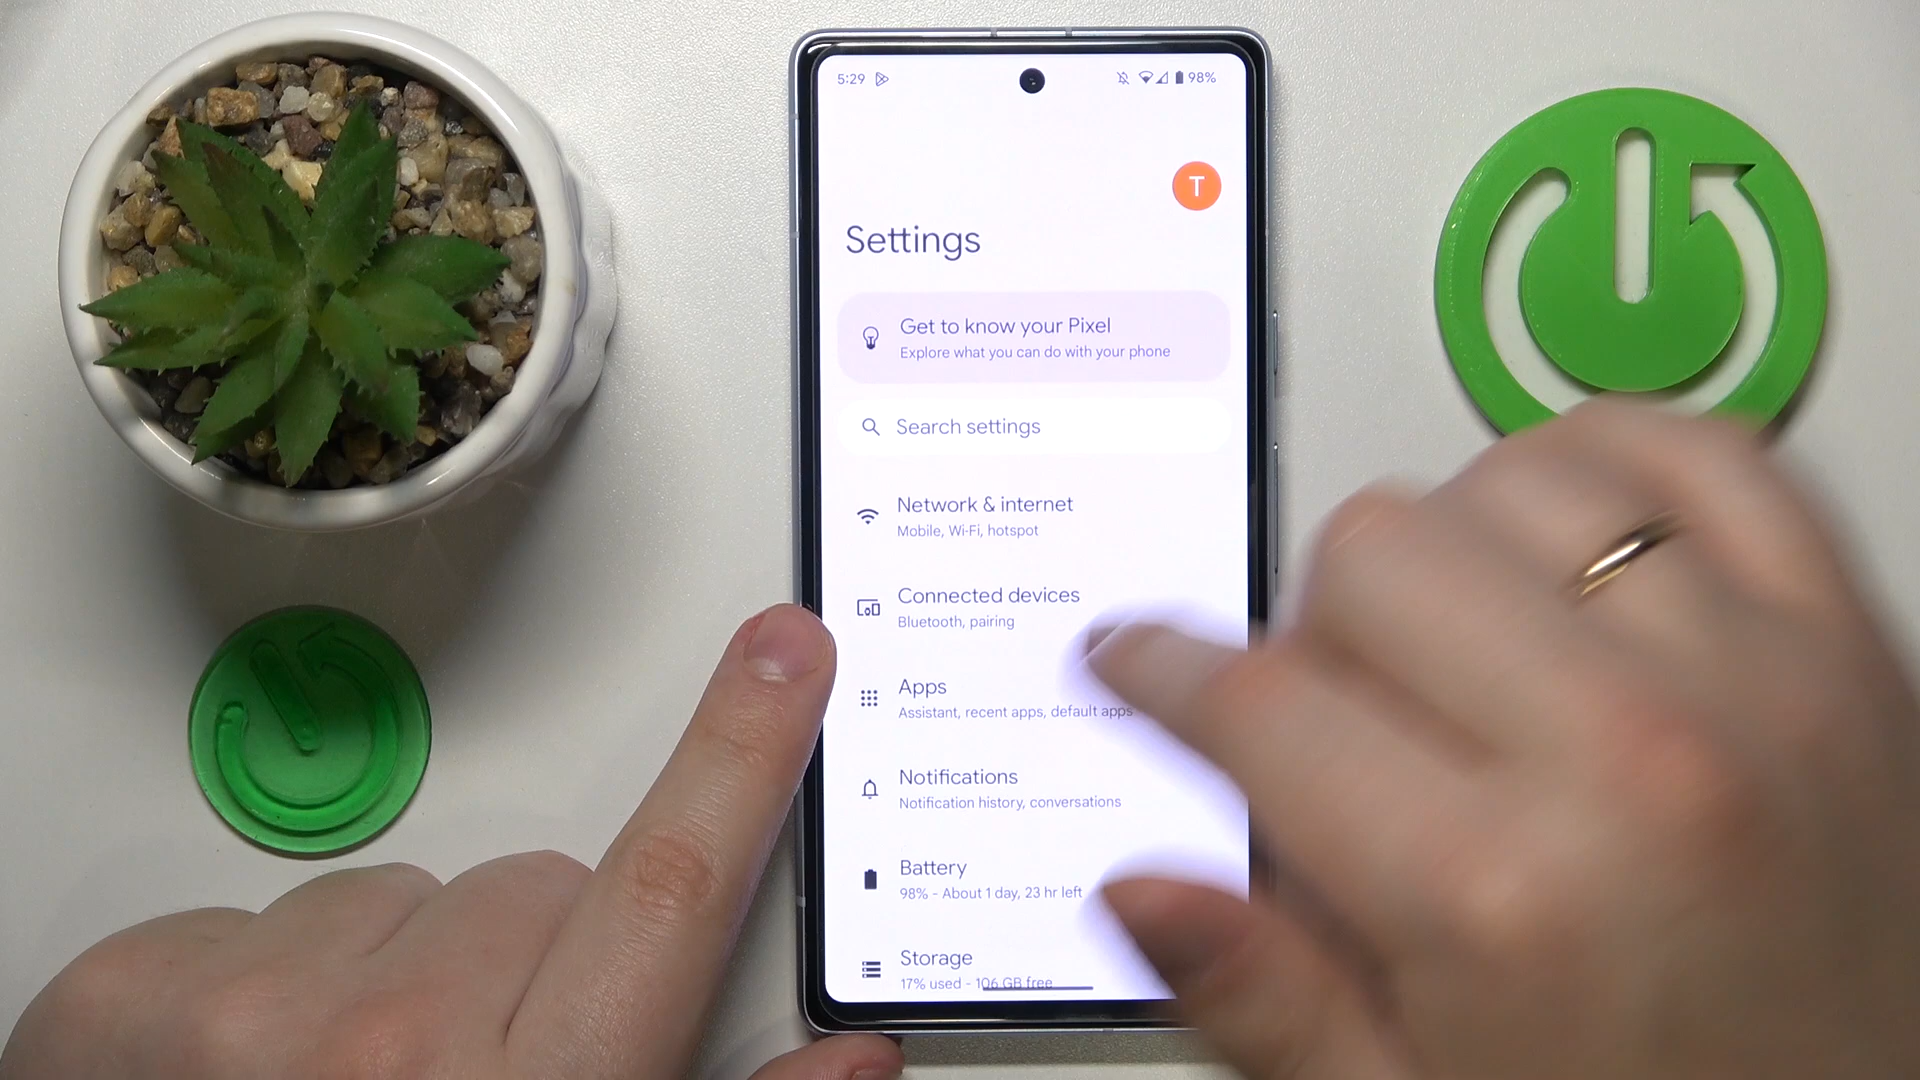 5:29
98%
T
Settings
Get to know your Pixel
Explore what you can do with your phone
Search settings
Network & internet
Mobile, Wi-Fi, hotspot
Connected devices
Bluetooth, pairing
Apps
Assistant, recent apps, default apps
Notifications
Notification history, conversations
Battery
98% - About 1 day, 23 hr left
Storage
17% used - 106 GB free